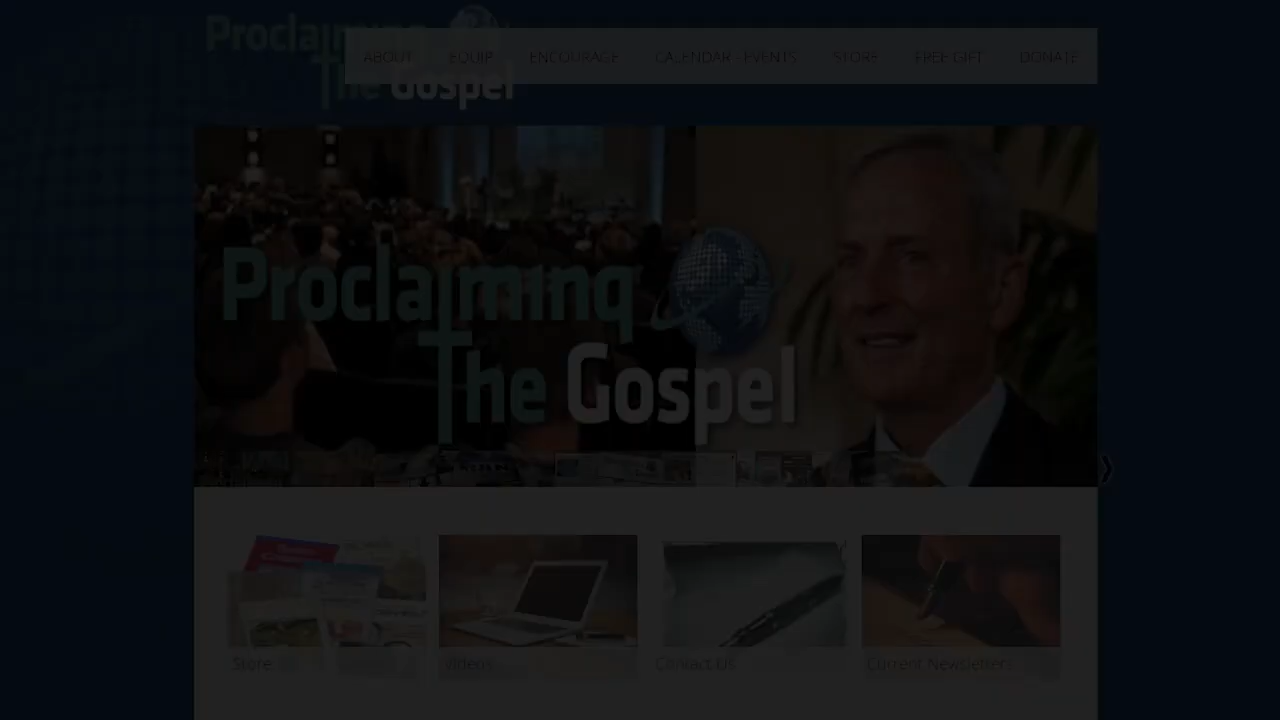 Proclaiming
The Gospel
ABOUT EQUIP ENCOURAGE CALENDAR - EVENTS STORE FREE GIFT DONATE
Proclaiming
The Gospel
Store Videos Contact Us Current Newsletters